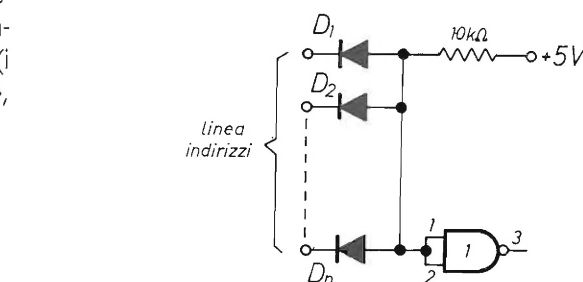 D1
10kΩ
+5V
(i
D2
linea
indirizzi
1
1
3
2
Dn